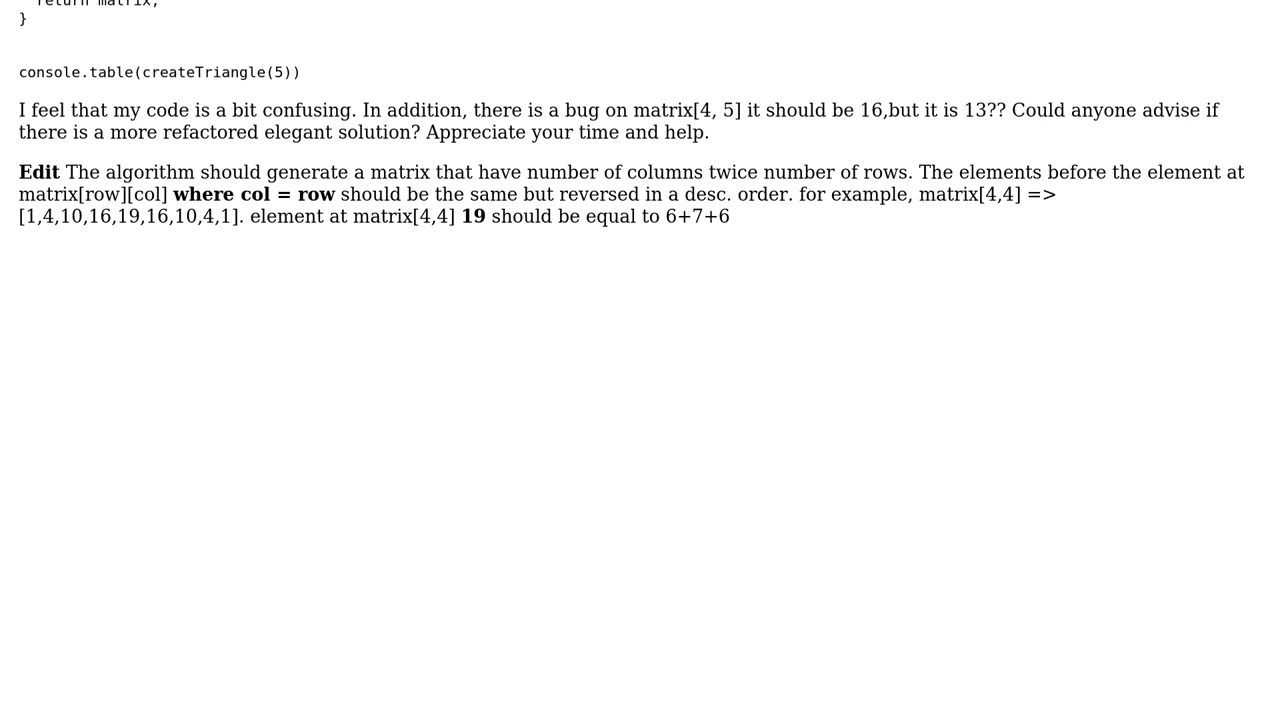 return matrix;
}
console.table(createTriangle(5))
I feel that my code is a bit confusing. In addition, there is a bug on matrix[4, 5] it should be 16,but it is 13?? Could anyone advise if
there is a more refactored elegant solution? Appreciate your time and help.
Edit The algorithm should generate a matrix that have number of columns twice number of rows. The elements before the element at
matrix[row][col] where col = row should be the same but reversed in a desc. order. for example, matrix[4,4] =>
[1,4,10,16,19,16,10,4,1]. element at matrix[4,4] 19 should be equal to 6+7+6